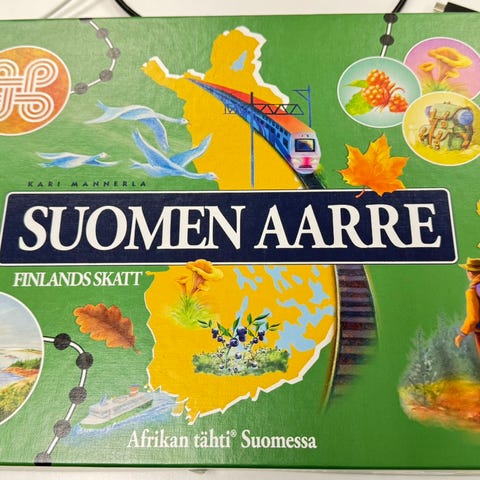 KARI MANNERLA
SUOMEN AARRE
FINLANDS SKATT
Afrikan tähti® Suomessa